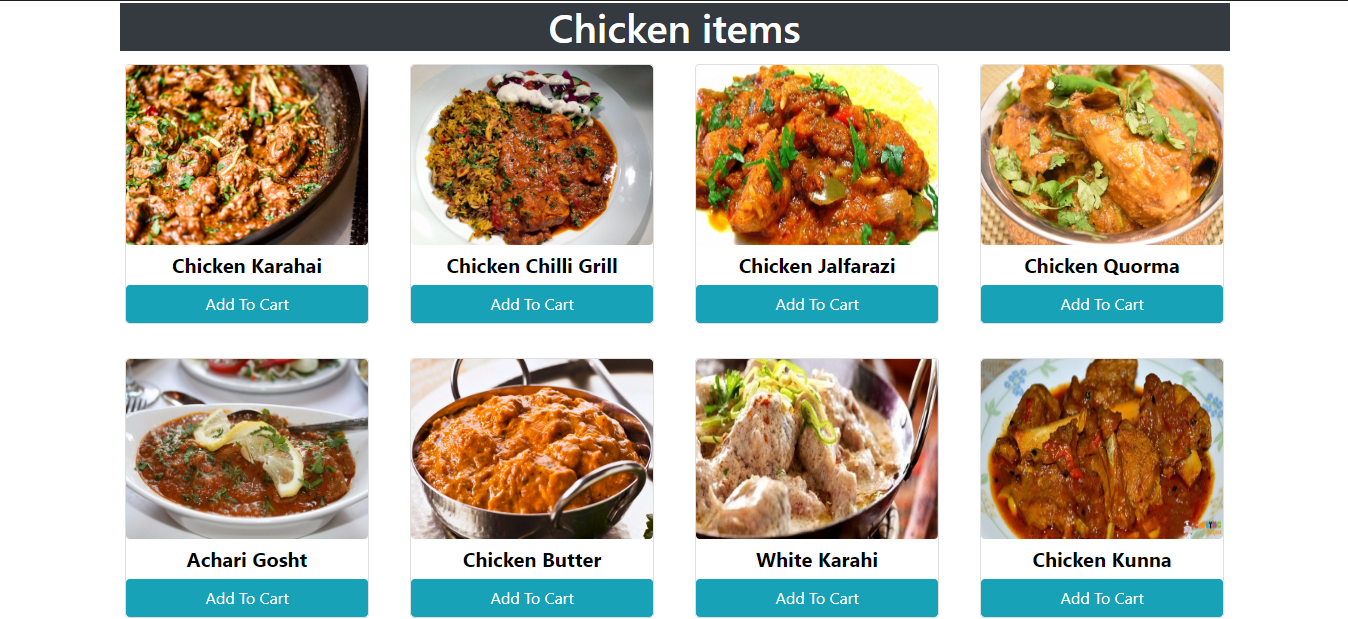 Chicken items
Chicken Karahai
Chicken Chilli Grill
Chicken Jalfarazi
Chicken Quorma
Add To Cart
Add To Cart
Add To Cart
Add To Cart
Achari Gosht
Chicken Butter
White Karahi
Chicken Kunna
Add To Cart
Add To Cart
Add To Cart
Add To Cart